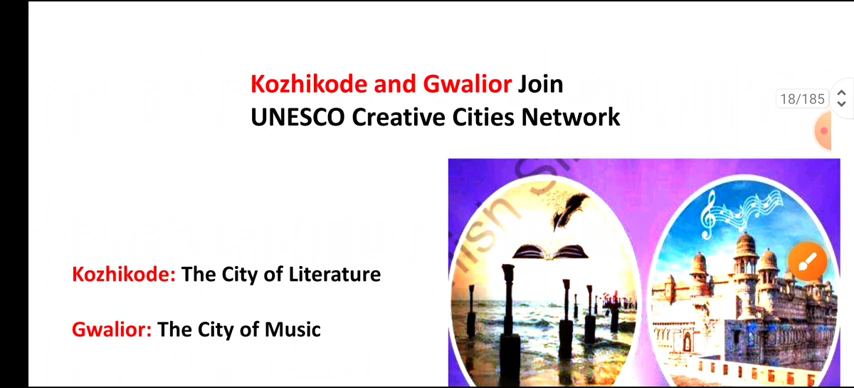 Kozhikode and Gwalior Join
UNESCO Creative Cities Network
18/185
Kozhikode: The City of Literature
Gwalior: The City of Music